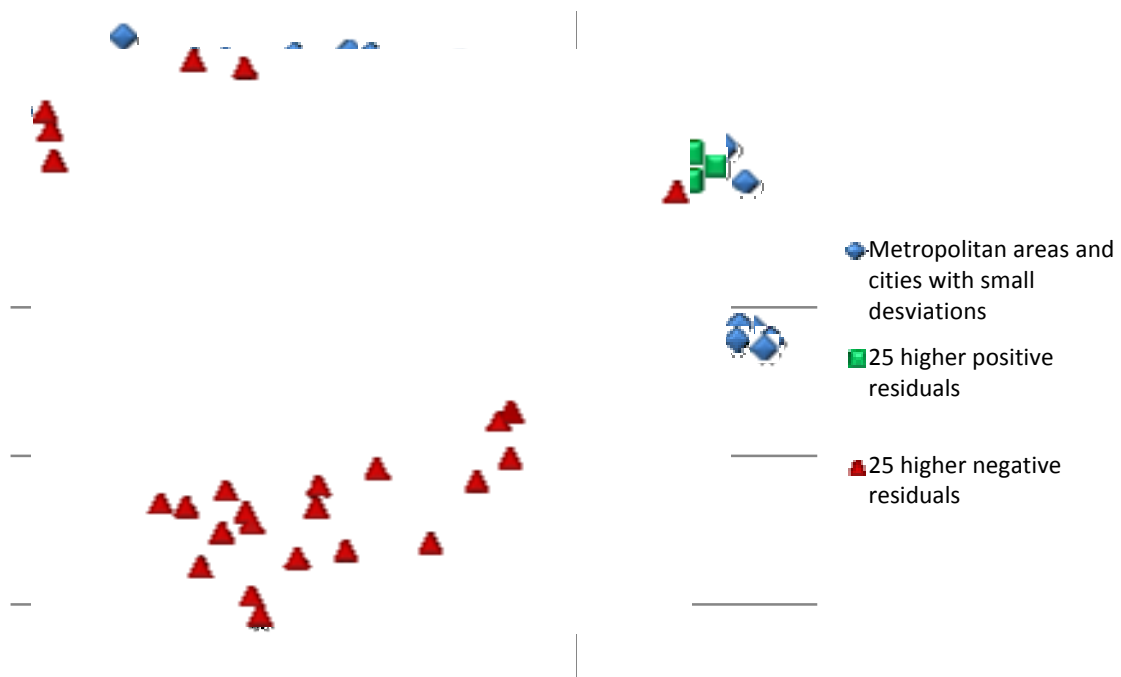 Metropolitan areas and
cities with small
desviations
25 higher positive
residuals
25 higher negative
residuals